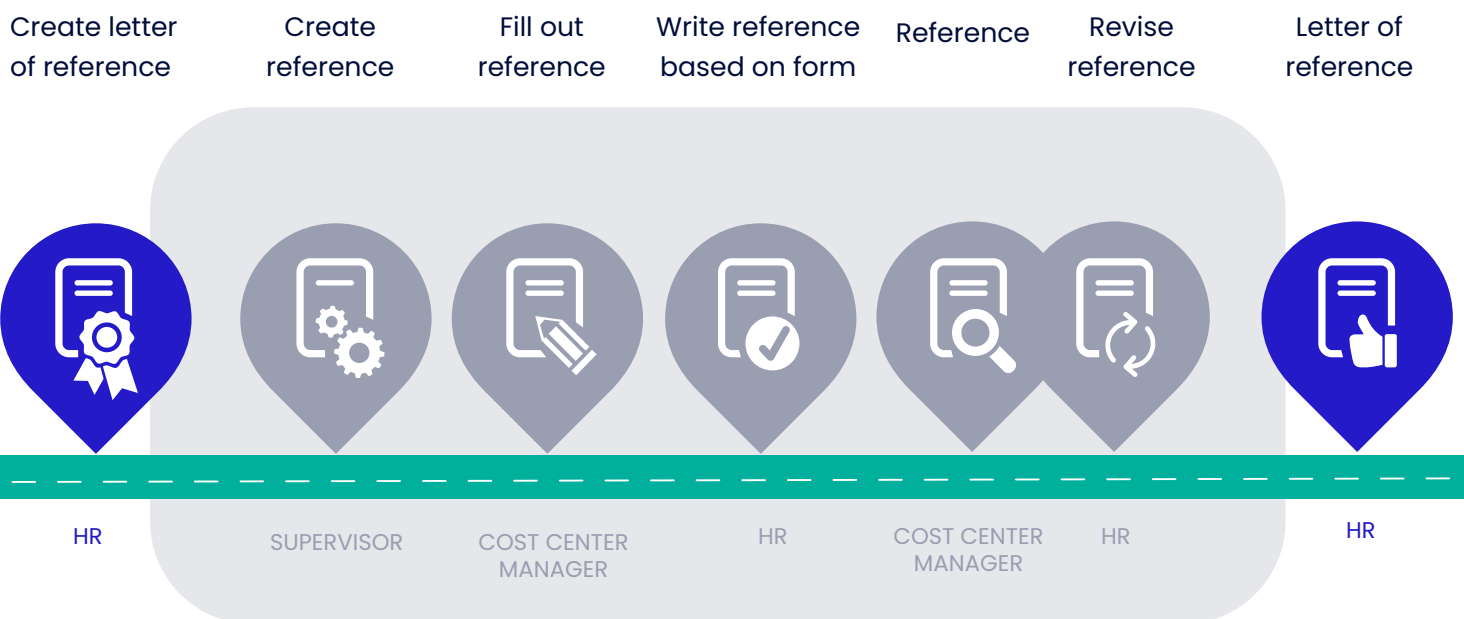 Create letter
of reference
Create
reference
Fill out
reference
Write reference
based on form
Reference
Revise
reference
Letter of
reference
HR
SUPERVISOR
COST CENTER
MANAGER
HR
COST CENTER
MANAGER
HR
HR